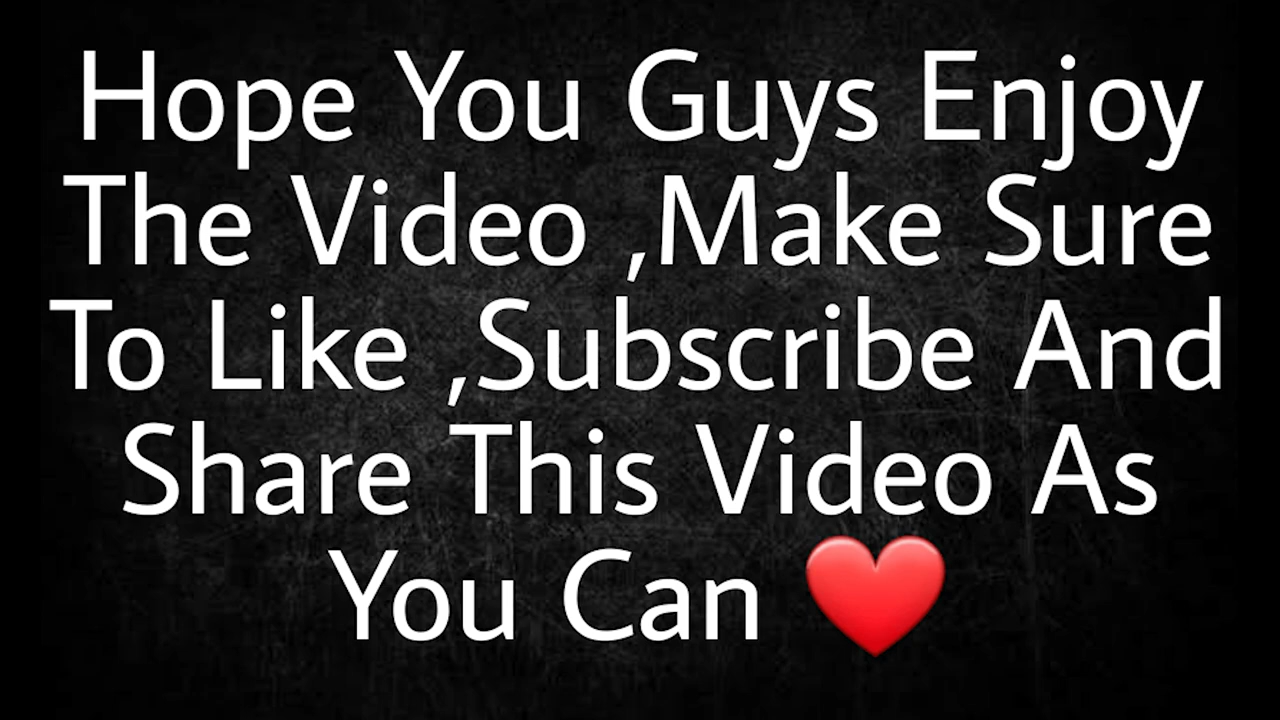 Hope You Guys Enjoy
The Video ,Make Sure
To Like ,Subscribe And
Share This Video As
You Can ❤️